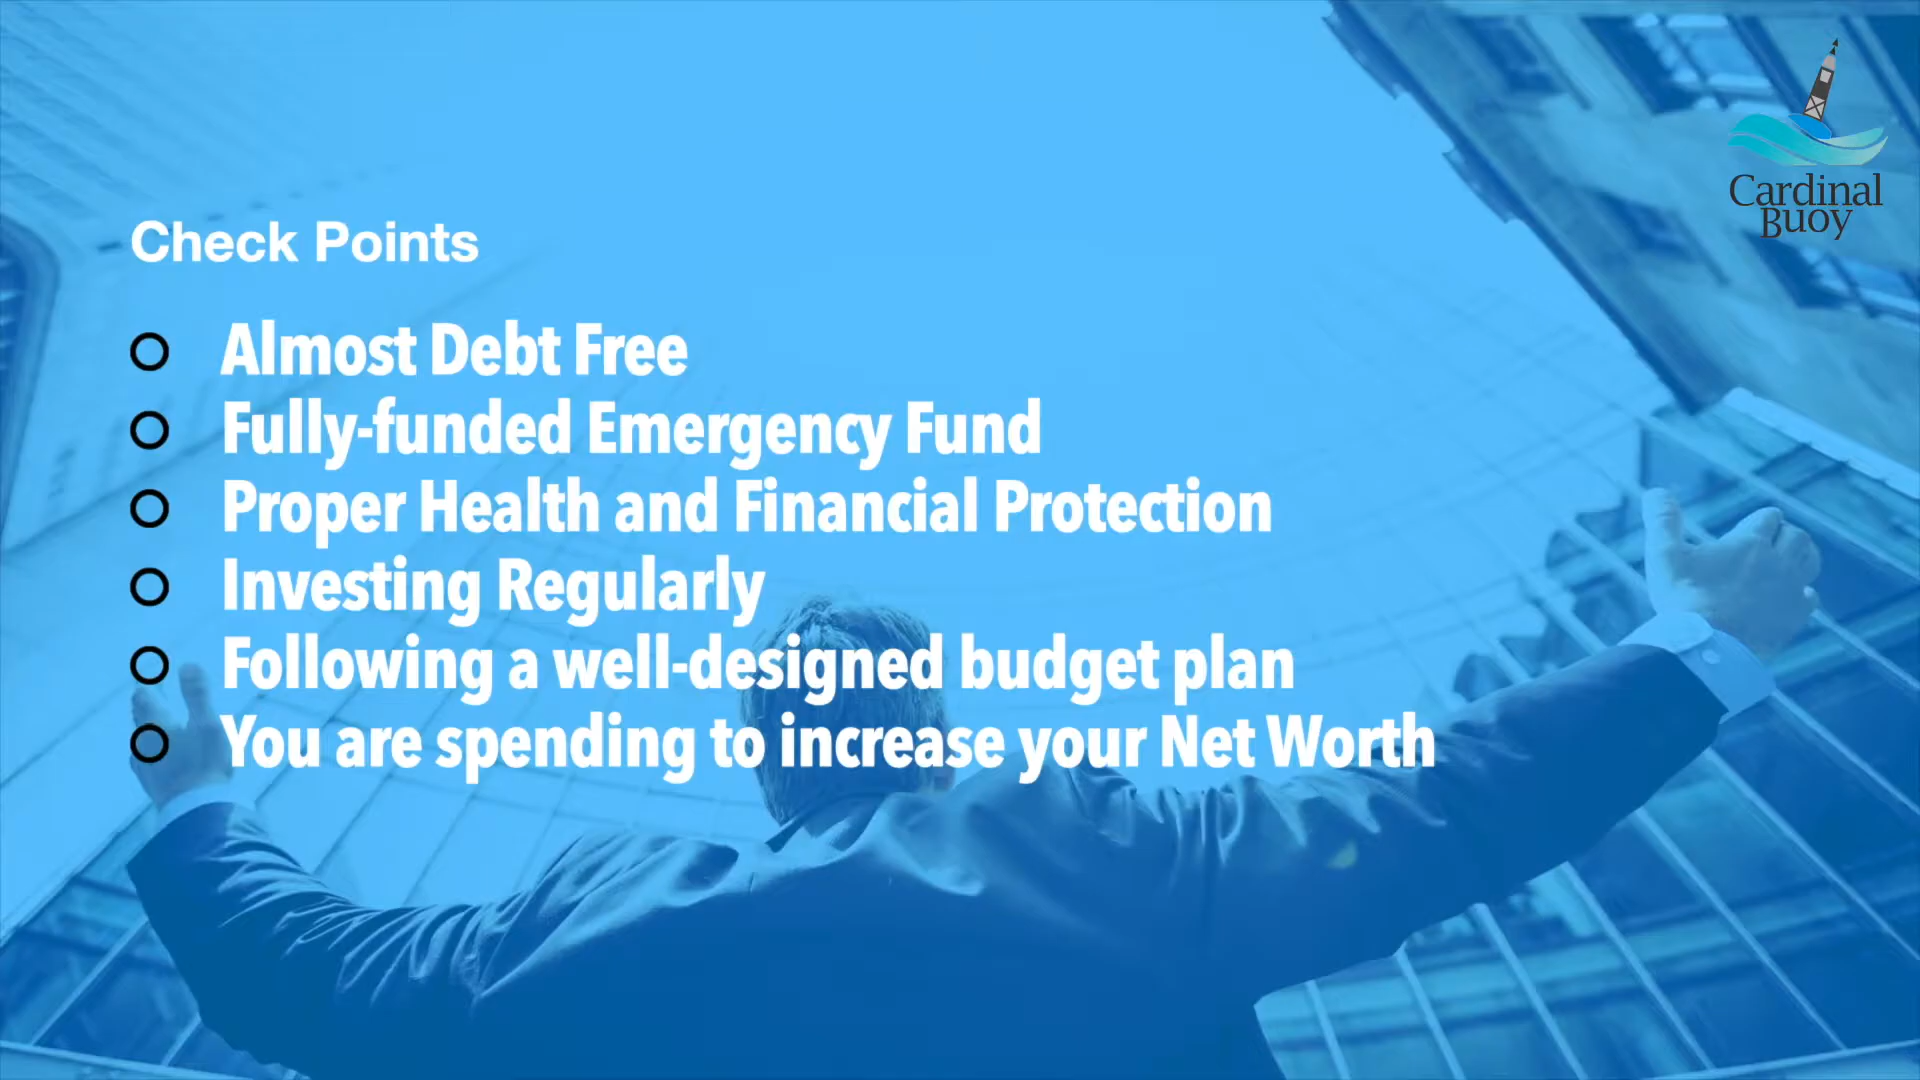 Cardinal
Buoy
Check Points
Almost Debt Free
Fully-funded Emergency Fund
Proper Health and Financial Protection
Investing Regularly
Following a well-designed budget plan
You are spending to increase your Net Worth